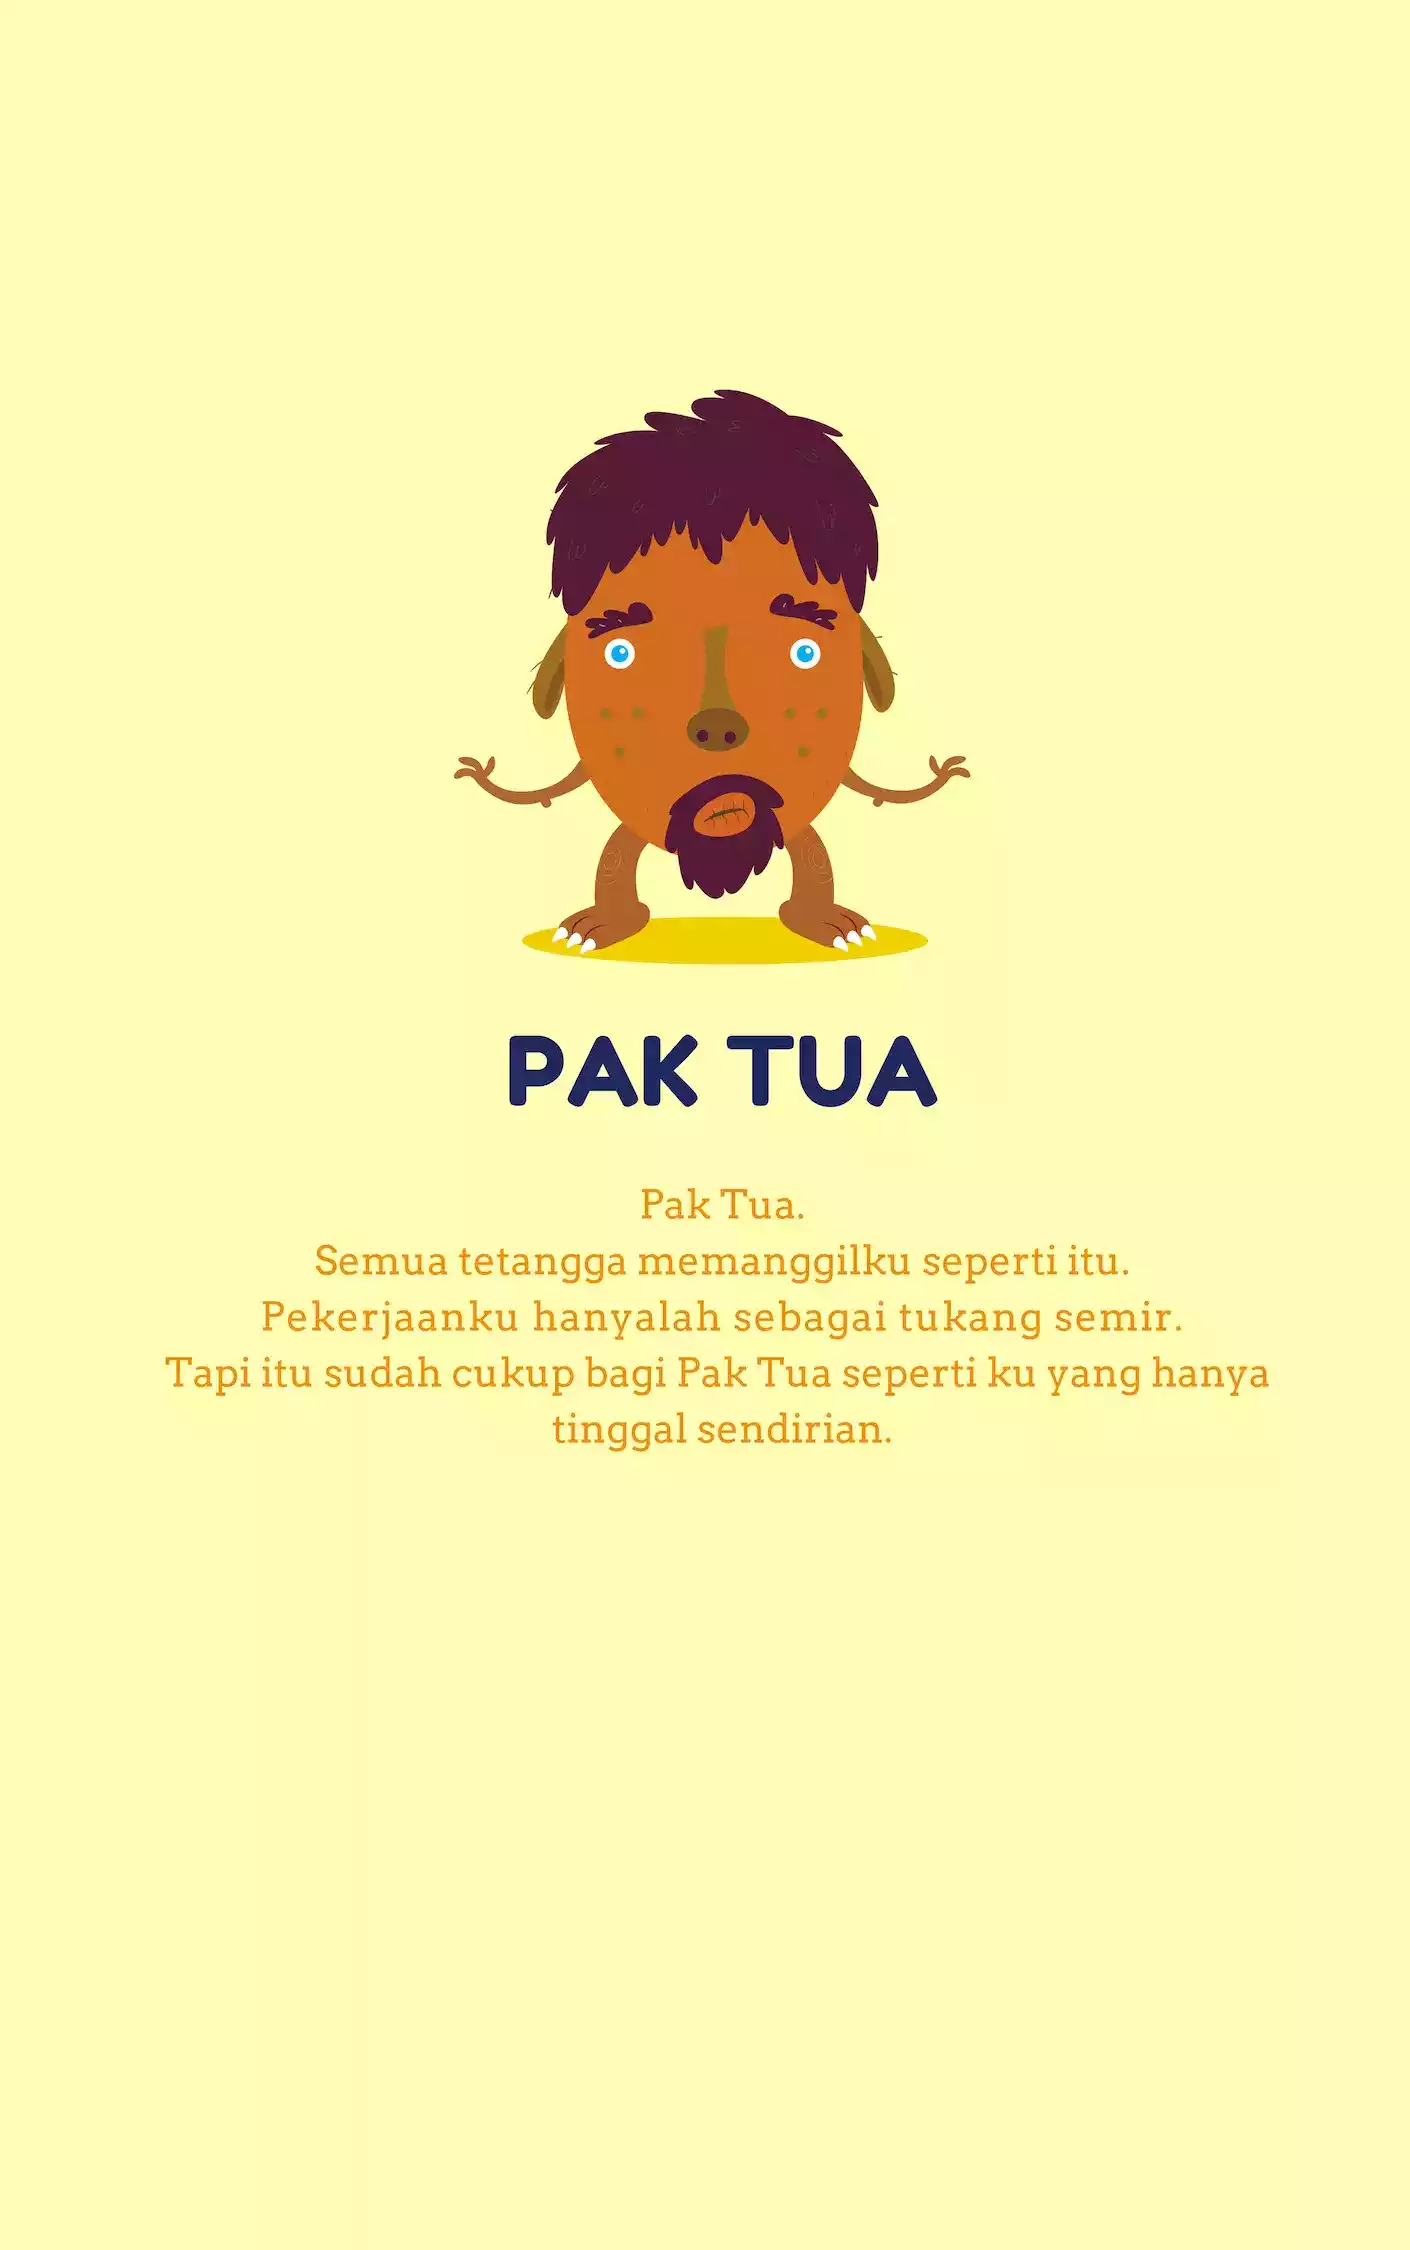 PAK TUA
Pak Tua.
Semua tetangga memanggilku seperti itu.
Pekerjaanku hanyalah sebagai tukang semir.
Tapi itu sudah cukup bagi Pak Tua seperti ku yang hanya
tinggal sendirian.